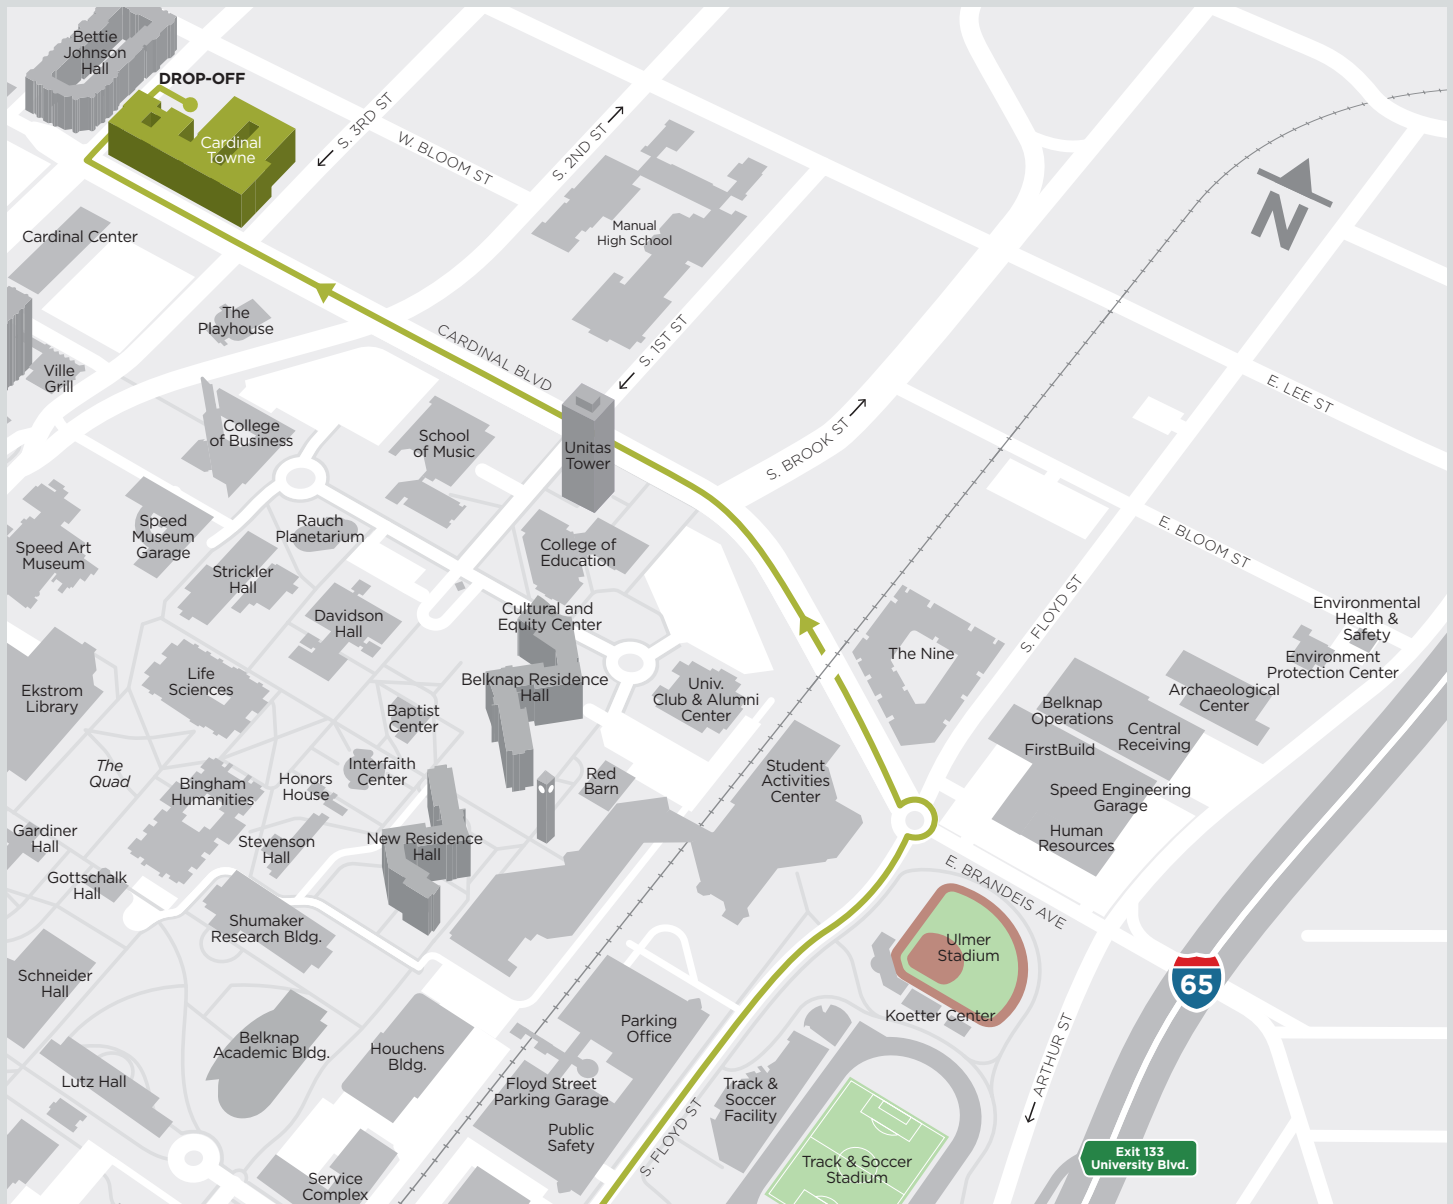 Bettie
Johnson
Hall
DROP-OFF
Cardinal
Towne
S. 3RD ST
W. BLOOM ST
S. 2ND ST
Manual
High School
N
Cardinal Center
The
Playhouse
CARDINAL BLVD
S. 1ST ST
Ville
Grill
E. LEE ST
College
of Business
School
of Music
Unitas
Tower
S. BROOK ST
Speed Art
Museum
Speed
Museum
Garage
Rauch
Planetarium
Strickler
Hall
College of
Education
E. BLOOM ST
Davidson
Hall
Cultural and
Equity Center
S. FLOYD ST
Environmental
Health &
Safety
Environment
Protection Center
The Nine
Ekstrom
Library
Life
Sciences
Belknap Residence
Hall
Univ.
Club & Alumni
Center
Archaeological
Center
Belknap
Operations
Central
Receiving
FirstBuild
Baptist
Center
The
Quad
Bingham
Humanities
Honors
House
Interfaith
Center
Red
Barn
Student
Activities
Center
Speed Engineering
Garage
Human
Resources
Gardiner
Hall
Stevenson
Hall
New Residence
Hall
Gottschalk
Hall
E. BRANDEIS AVE
Shumaker
Research Bldg.
Ulmer
Stadium
Schneider
Hall
65
Koetter Center
Parking
Office
Belknap
Academic Bldg.
Houchens
Bldg.
ARTHUR ST
Lutz Hall
Floyd Street
Parking Garage
Track &
Soccer
Facility
Public
Safety
S. FLOYD ST
Track & Soccer
Stadium
Exit 133
University Blvd.
Service
Complex